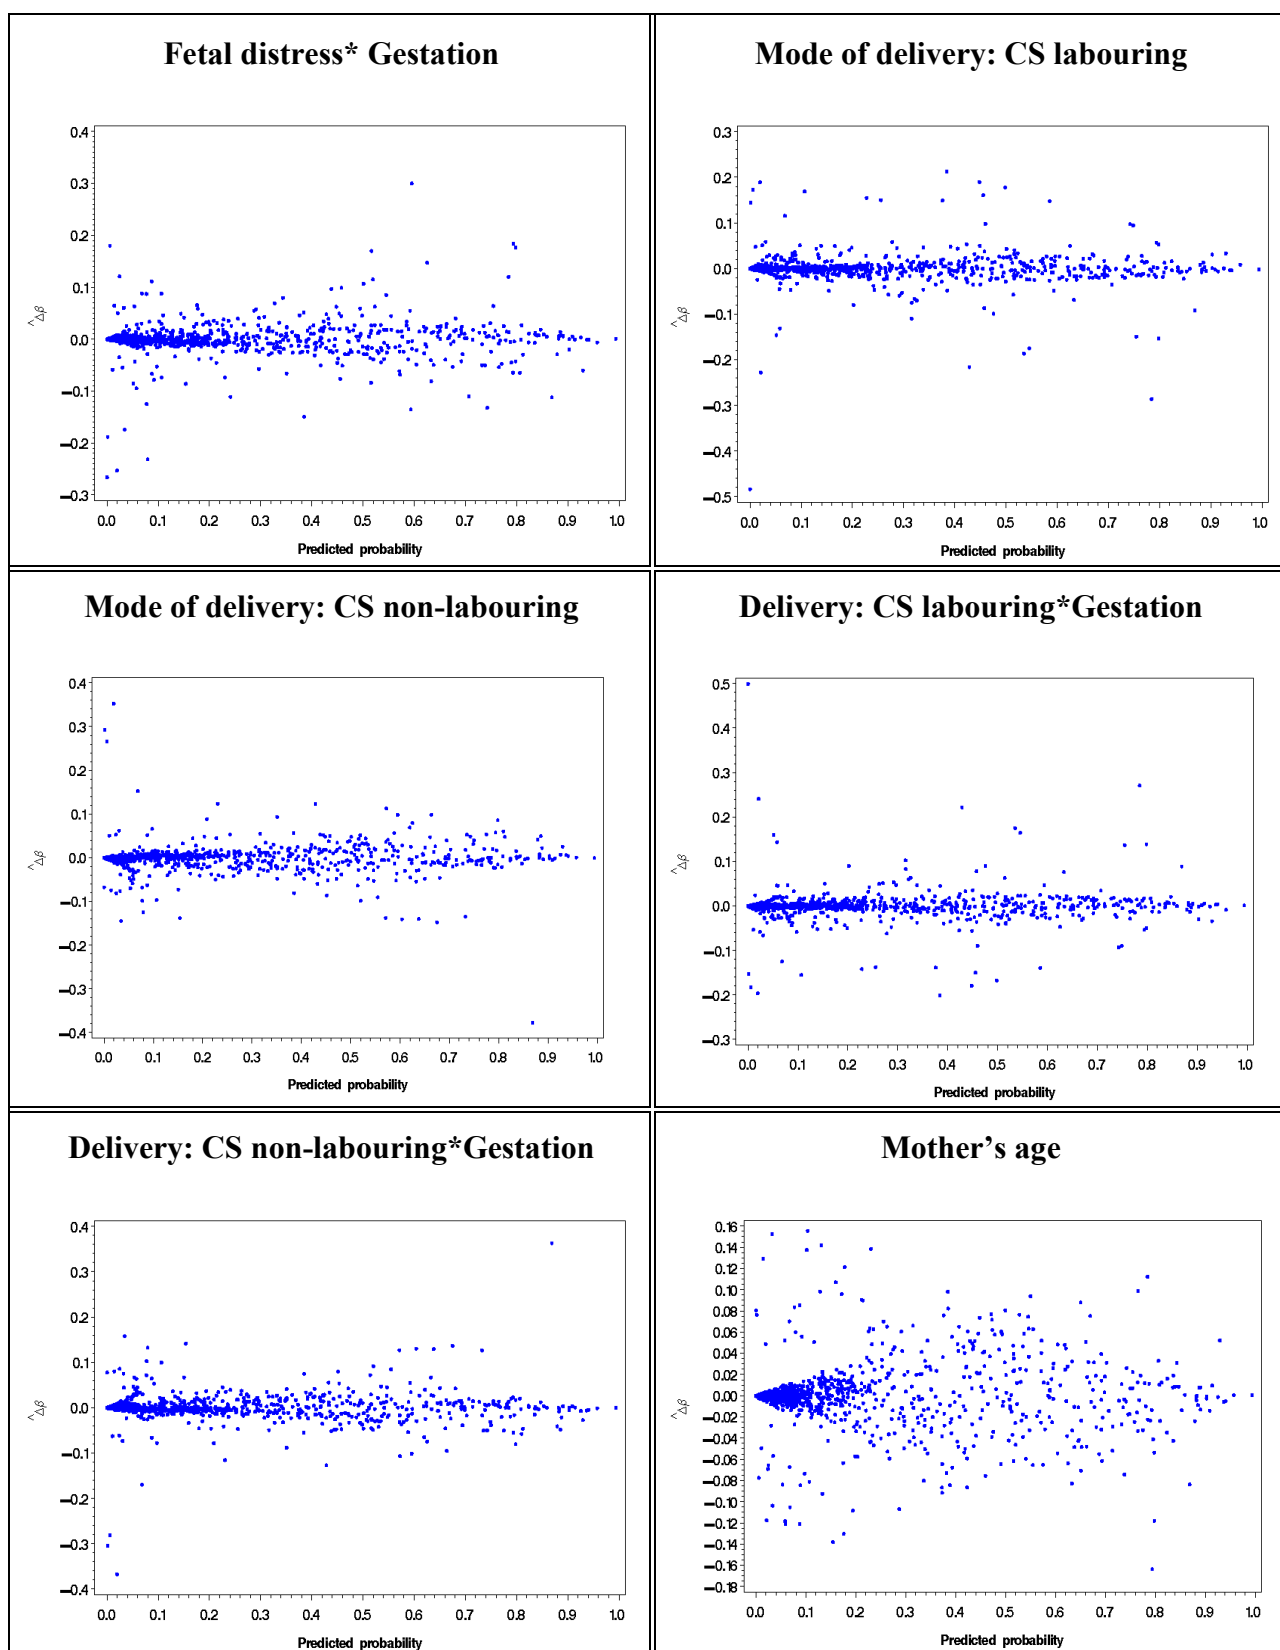 Fetal distress* Gestation
0.4
0.3
0.2
0.1
0.0
−0.1
−0.2
−0.3
^Δβ
0.0 0.1 0.2 0.3 0.4 0.5 0.6 0.7 0.8 0.9 1.0
Predicted probability
Mode of delivery: CS labouring
0.3
0.2
0.1
0.0
−0.1
−0.2
−0.3
−0.4
−0.5
^Δβ
0.0 0.1 0.2 0.3 0.4 0.5 0.6 0.7 0.8 0.9 1.0
Predicted probability
Mode of delivery: CS non-labouring
0.4
0.3
0.2
0.1
0.0
−0.1
−0.2
−0.3
−0.4
^Δβ
0.0 0.1 0.2 0.3 0.4 0.5 0.6 0.7 0.8 0.9 1.0
Predicted probability
Delivery: CS labouring*Gestation
0.5
0.4
0.3
0.2
0.1
0.0
−0.1
−0.2
−0.3
^Δβ
0.0 0.1 0.2 0.3 0.4 0.5 0.6 0.7 0.8 0.9 1.0
Predicted probability
Delivery: CS non-labouring*Gestation
0.4
0.3
0.2
0.1
0.0
−0.1
−0.2
−0.3
−0.4
^Δβ
0.0 0.1 0.2 0.3 0.4 0.5 0.6 0.7 0.8 0.9 1.0
Predicted probability
Mother’s age
0.16
0.14
0.12
0.10
0.08
0.06
0.04
0.02
0.00
−0.02
−0.04
−0.06
−0.08
−0.10
−0.12
−0.14
−0.16
−0.18
^Δβ
0.0 0.1 0.2 0.3 0.4 0.5 0.6 0.7 0.8 0.9 1.0
Predicted probability